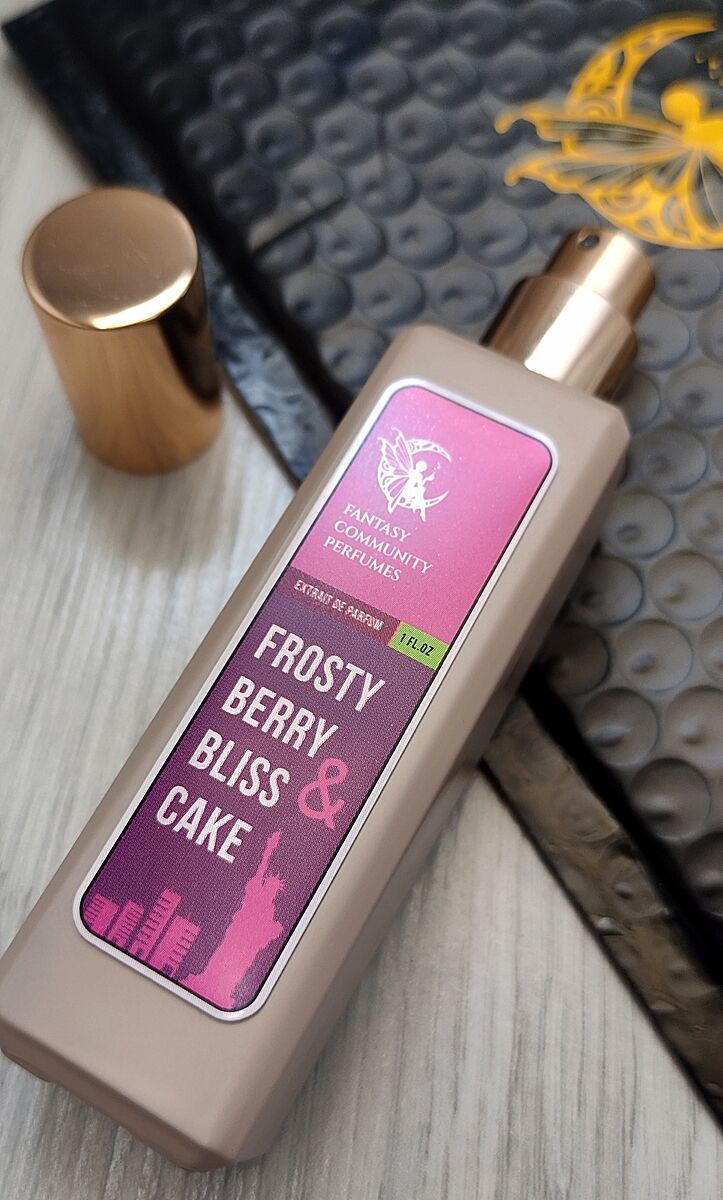 FANTASY
COMMUNITY
PERFUMES
EXTRAIT DE PARFUM
1 FL.OZ
FROSTY
BERRY
BLISS &
CAKE